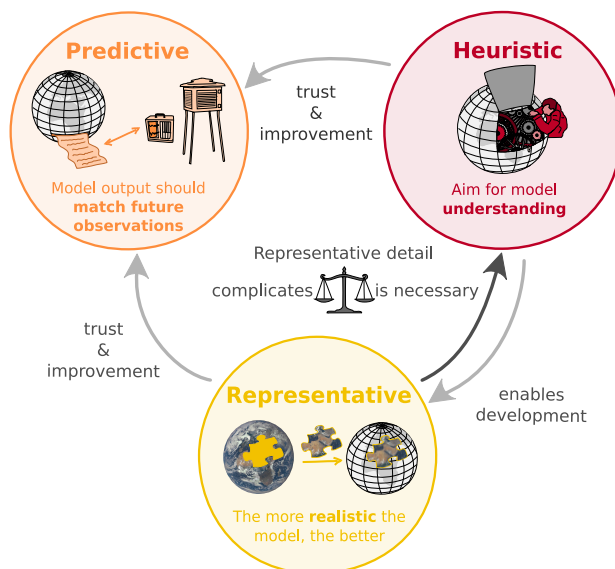 Predictive
Model output should
match future
observations
Heuristic
Aim for model
understanding
trust
&
improvement
Representative detail
complicates is necessary
trust
&
improvement
enables
development
Representative
The more realistic the
model, the better